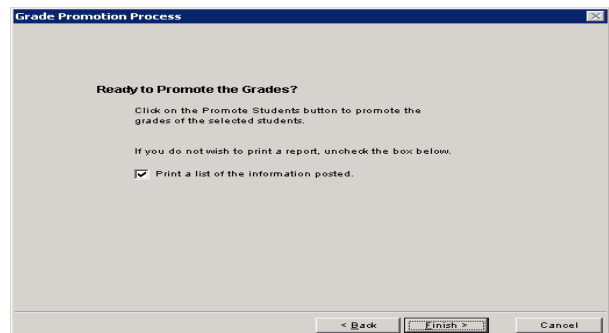 Grade Promotion Process
Ready to Promote the Grades?
Click on the Promote Students button to promote the
grades of the selected students.
If you do not wish to print a report, uncheck the box below.
Print a list of the information posted.
< Back
Finish >
Cancel